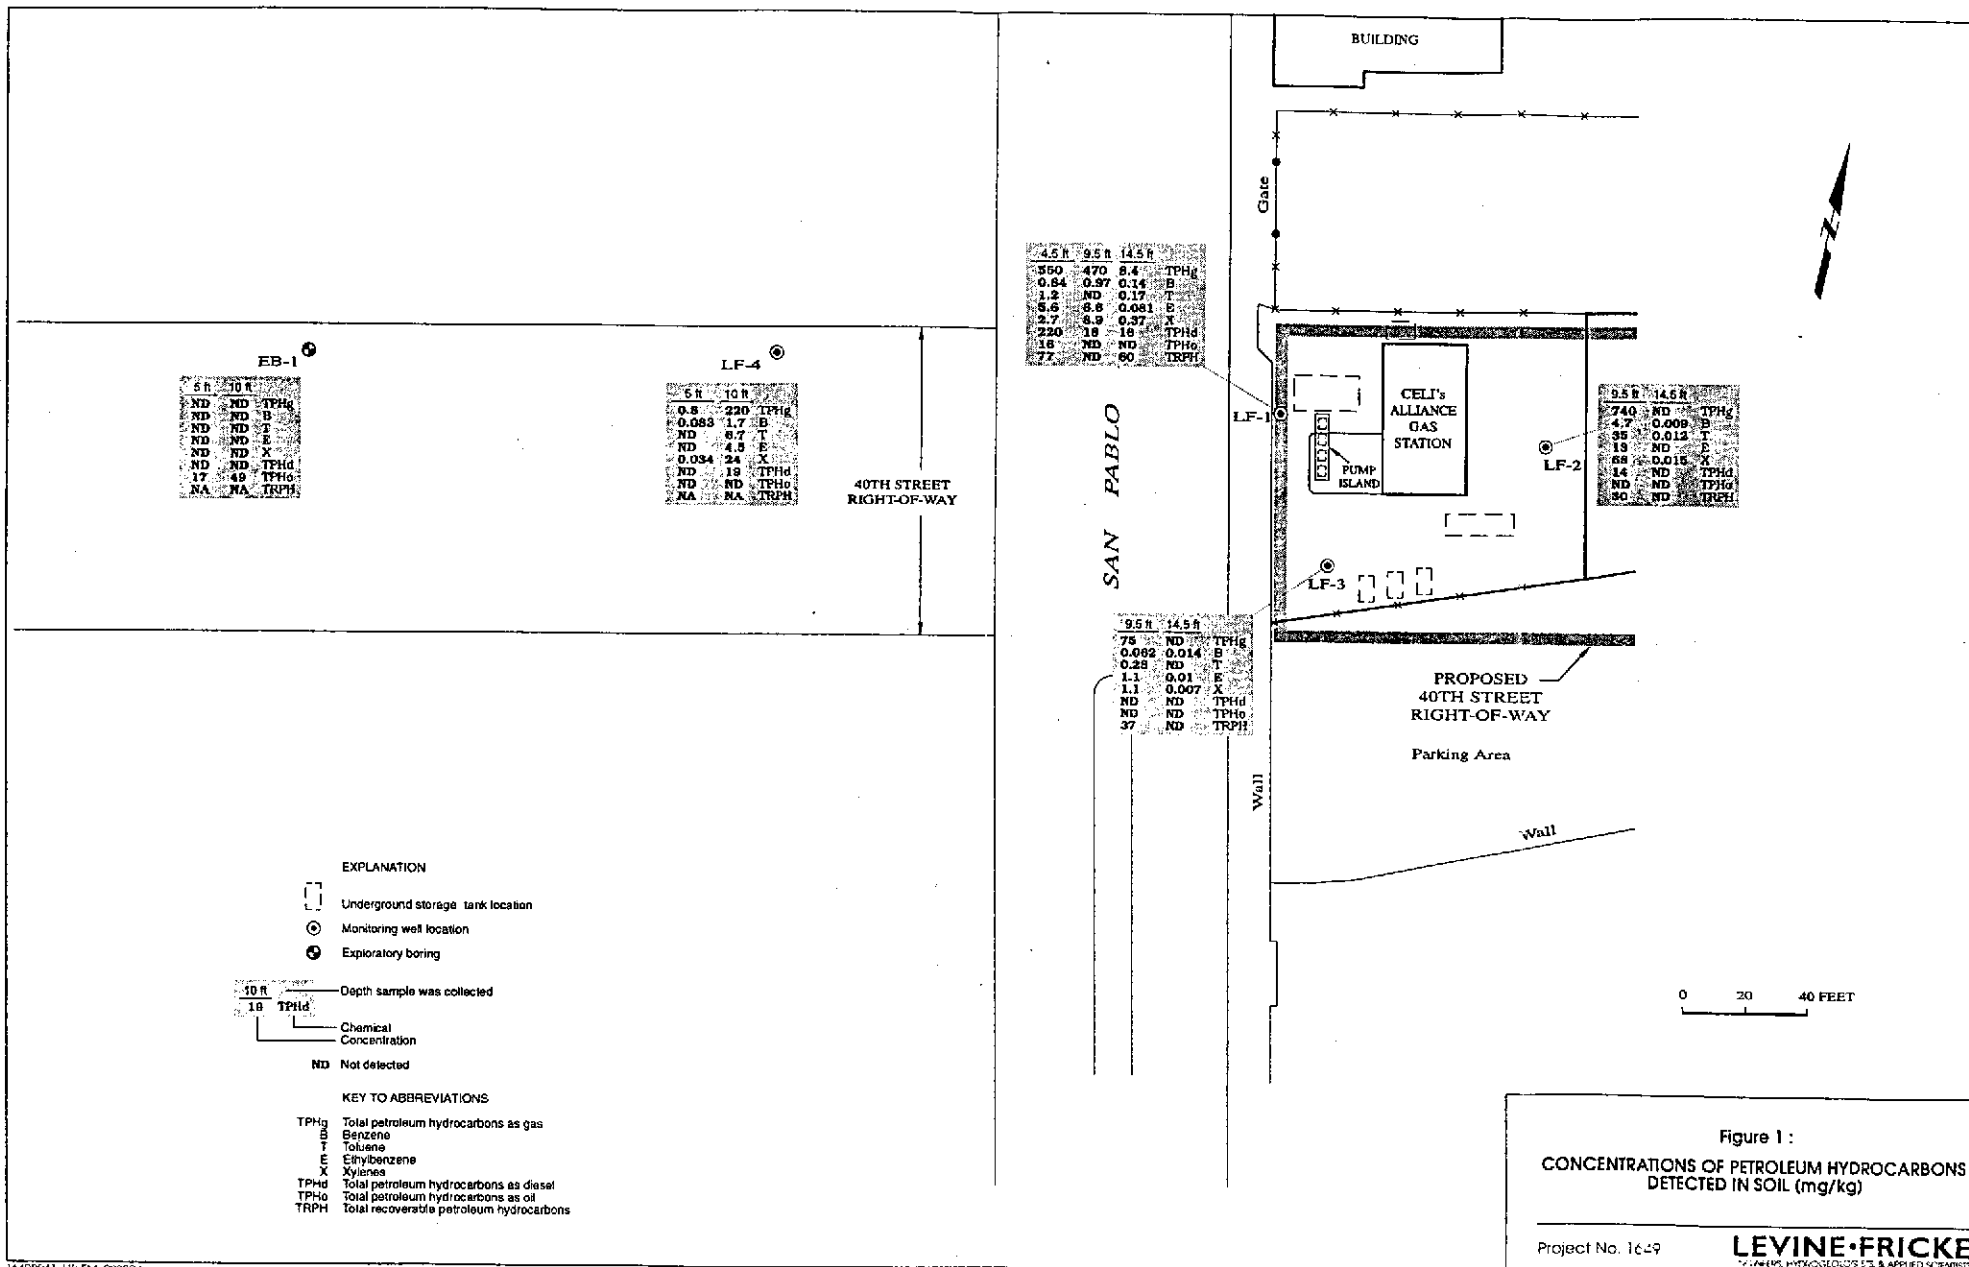 BUILDING
Gate
4.5 ft 9.5 ft 14.5 ft
550 470 8.4 TPHg
0.84 0.97 0.14 B
1.2 ND 0.17 T
5.6 6.8 0.081 E
2.7 8.9 0.37 X
220 18 16 TPHd
16 ND ND TPHo
77 ND 60 TRPH
EB-1
5 ft 10 ft
ND ND TPHg
ND ND B
ND ND T
ND ND E
ND ND X
ND ND TPHd
17 49 TPHo
NA NA TRPH
LF-4
5 ft 10 ft
0.8 220 TPHg
0.083 1.7 B
ND 6.7 T
ND 4.5 E
0.034 24 X
ND 19 TPHd
ND ND TPHo
NA NA TRPH
40TH STREET
RIGHT-OF-WAY
SAN PABLO
LF-1
CELI's
ALLIANCE
GAS
STATION
PUMP
ISLAND
LF-2
9.5 ft 14.5 ft
740 ND TPHg
4.7 0.009 B
35 0.012 T
13 ND E
68 0.015 X
14 ND TPHd
ND ND TPHo
30 ND TRPH
LF-3
9.5 ft 14.5 ft
75 ND TPHg
0.062 0.014 B
0.28 ND T
1.1 0.01 E
1.1 0.007 X
ND ND TPHd
ND ND TPHo
37 ND TRPH
PROPOSED
40TH STREET
RIGHT-OF-WAY
Parking Area
Wall
Wall
EXPLANATION
Underground storage tank location
Monitoring well location
Exploratory boring
10 ft Depth sample was collected
19 TPHd
Chemical
Concentration
ND Not detected
KEY TO ABBREVIATIONS
TPHg Total petroleum hydrocarbons as gas
B Benzene
T Toluene
E Ethylbenzene
X Xylenes
TPHd Total petroleum hydrocarbons as diesel
TPHo Total petroleum hydrocarbons as oil
TRPH Total recoverable petroleum hydrocarbons
N
0 20 40 FEET
Figure 1 :
CONCENTRATIONS OF PETROLEUM HYDROCARBONS
DETECTED IN SOIL (mg/kg)
Project No. 1649
LEVINE•FRICKE